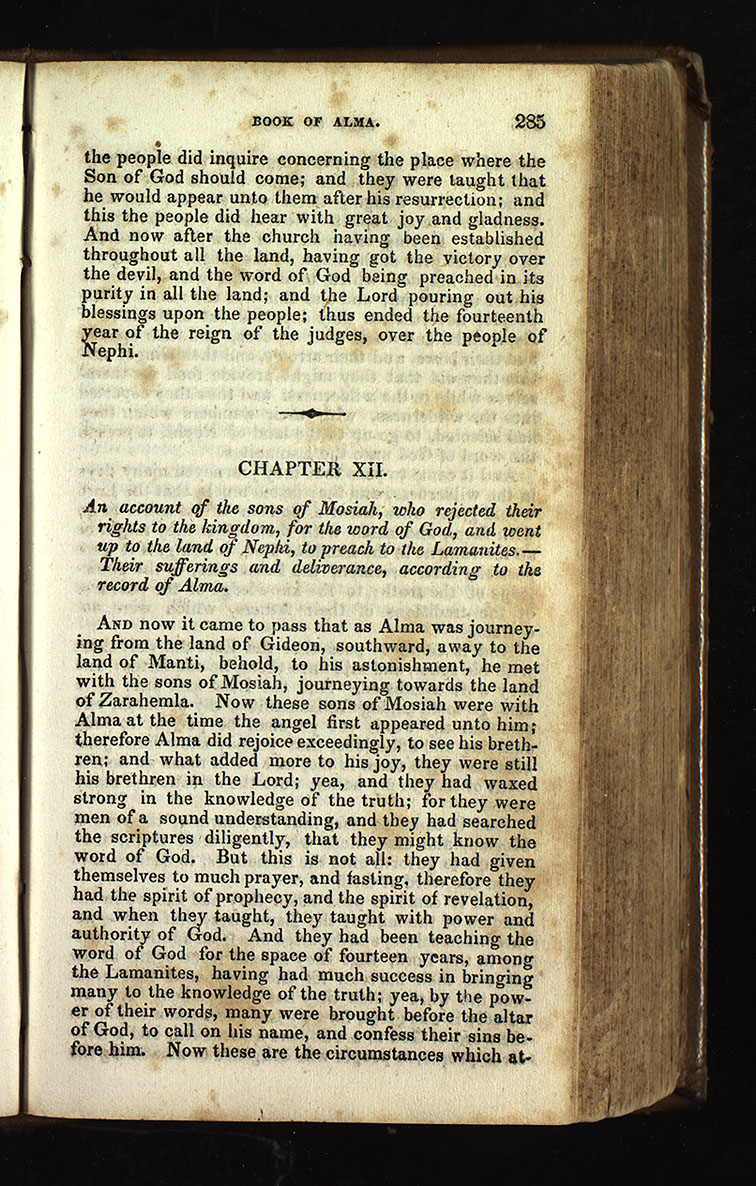 BOOK OF ALMA. 285
the people did inquire concerning the place where the
Son of God should come; and they were taught that
he would appear unto them after his resurrection; and
this the people did hear with great joy and gladness.
And now after the church having been established
throughout all the land, having got the victory over
the devil, and the word of God being preached in its
purity in all the land; and the Lord pouring out his
blessings upon the people; thus ended the fourteenth
year of the reign of the judges, over the people of
Nephi.
CHAPTER XII.
An account of the sons of Mosiah, who rejected their
rights to the kingdom, for the word of God, and went
up to the land of Nephi, to preach to the Lamanites.—
Their sufferings and deliverance, according to the
record of Alma.
AND now it came to pass that as Alma was journey-
ing from the land of Gideon, southward, away to the
land of Manti, behold, to his astonishment, he met
with the sons of Mosiah, journeying towards the land
of Zarahemla. Now these sons of Mosiah were with
Alma at the time the angel first appeared unto him;
therefore Alma did rejoice exceedingly, to see his breth-
ren; and what added more to his joy, they were still
his brethren in the Lord; yea, and they had waxed
strong in the knowledge of the truth; for they were
men of a sound understanding, and they had searched
the scriptures diligently, that they might know the
word of God. But this is not all: they had given
themselves to much prayer, and fasting, therefore they
had the spirit of prophecy, and the spirit of revelation,
and when they taught, they taught with power and
authority of God. And they had been teaching the
word of God for the space of fourteen years, among
the Lamanites, having had much success in bringing
many to the knowledge of the truth; yea, by the pow-
er of their words, many were brought before the altar
of God, to call on his name, and confess their sins be-
fore him. Now these are the circumstances which at-